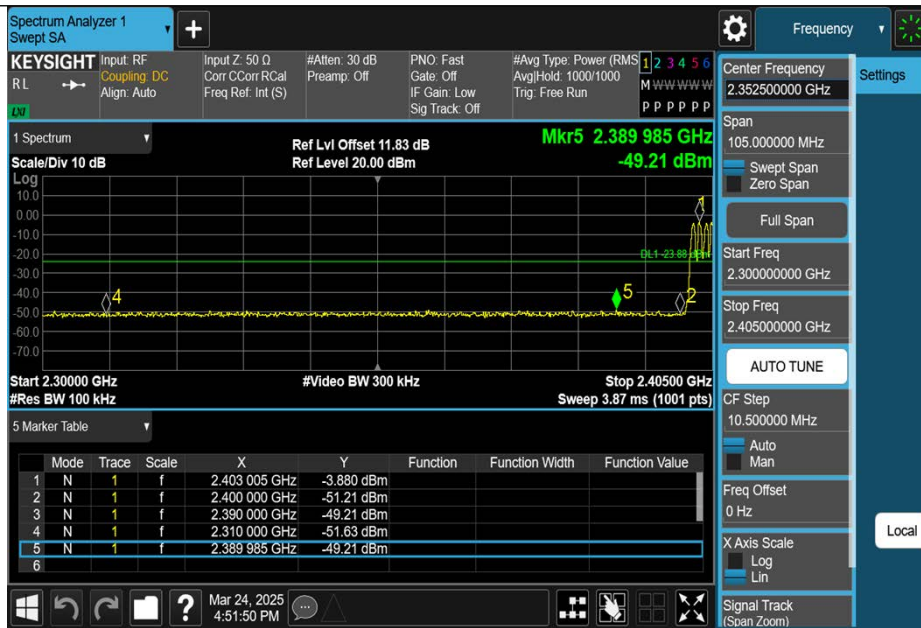 Spectrum Analyzer 1
Swept SA
Frequency
KEYSIGHT
R L
LXI
Input: RF
Coupling: DC
Align: Auto
Input Z: 50 Ω
Corr CCorr RCal
Freq Ref: Int (S)
#Atten: 30 dB
Preamp: Off
PNO: Fast
Gate: Off
IF Gain: Low
Sig Track: Off
#Avg Type: Power (RMS
Avg|Hold: 1000/1000
Trig: Free Run
1 2 3 4 5 6
M W W W W W
P P P P P P
1 Spectrum
Scale/Div 10 dB
Ref Lvl Offset 11.83 dB
Ref Level 20.00 dBm
Mkr5 2.389 985 GHz
-49.21 dBm
Log
10.0
0.00
-10.0
-20.0
-30.0
-40.0
-50.0
-60.0
-70.0
1
DL1 -23.88 dBm
4
5
2
Start 2.30000 GHz
#Video BW 300 kHz
Stop 2.40500 GHz
#Res BW 100 kHz
Sweep 3.87 ms (1001 pts)
5 Marker Table
Mode Trace Scale X Y Function Function Width Function Value
1 N 1 f 2.403 005 GHz -3.880 dBm
2 N 1 f 2.400 000 GHz -51.21 dBm
3 N 1 f 2.390 000 GHz -49.21 dBm
4 N 1 f 2.310 000 GHz -51.63 dBm
5 N 1 f 2.389 985 GHz -49.21 dBm
6
Mar 24, 2025
4:51:50 PM
?
Center Frequency
2.352500000 GHz
Settings
Span
105.000000 MHz
Swept Span
Zero Span
Full Span
Start Freq
2.300000000 GHz
Stop Freq
2.405000000 GHz
AUTO TUNE
CF Step
10.500000 MHz
Auto
Man
Freq Offset
0 Hz
Local
X Axis Scale
Log
Lin
Signal Track
(Span Zoom)